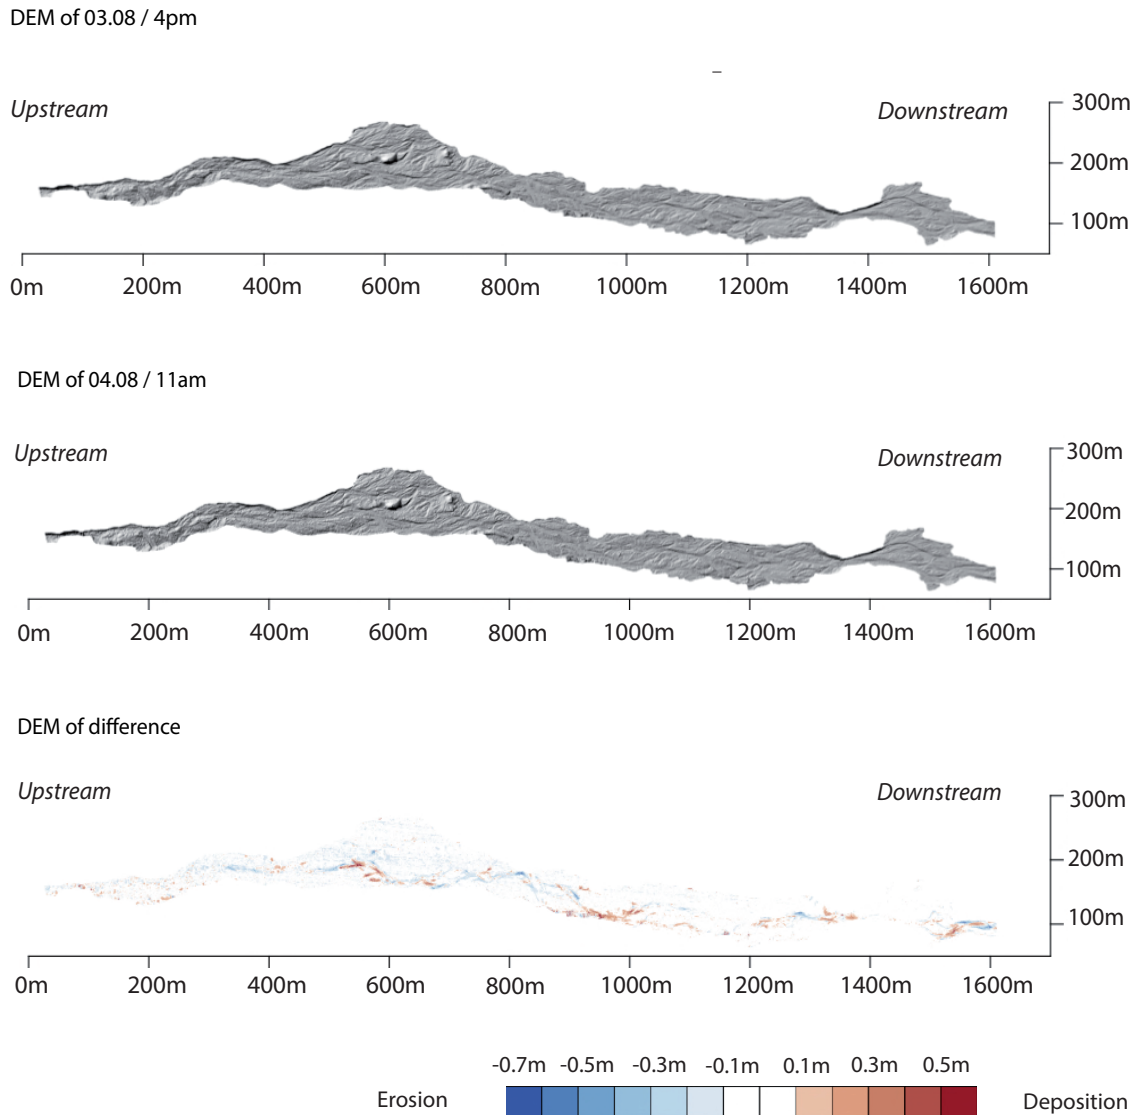 DEM of 03.08 / 4pm
Upstream
Downstream
300m
200m
100m
0m 200m 400m 600m 800m 1000m 1200m 1400m 1600m
DEM of 04.08 / 11am
Upstream
Downstream
300m
200m
100m
0m 200m 400m 600m 800m 1000m 1200m 1400m 1600m
DEM of difference
Upstream
Downstream
300m
200m
100m
0m 200m 400m 600m 800m 1000m 1200m 1400m 1600m
-0.7m -0.5m -0.3m -0.1m 0.1m 0.3m 0.5m
Erosion Deposition